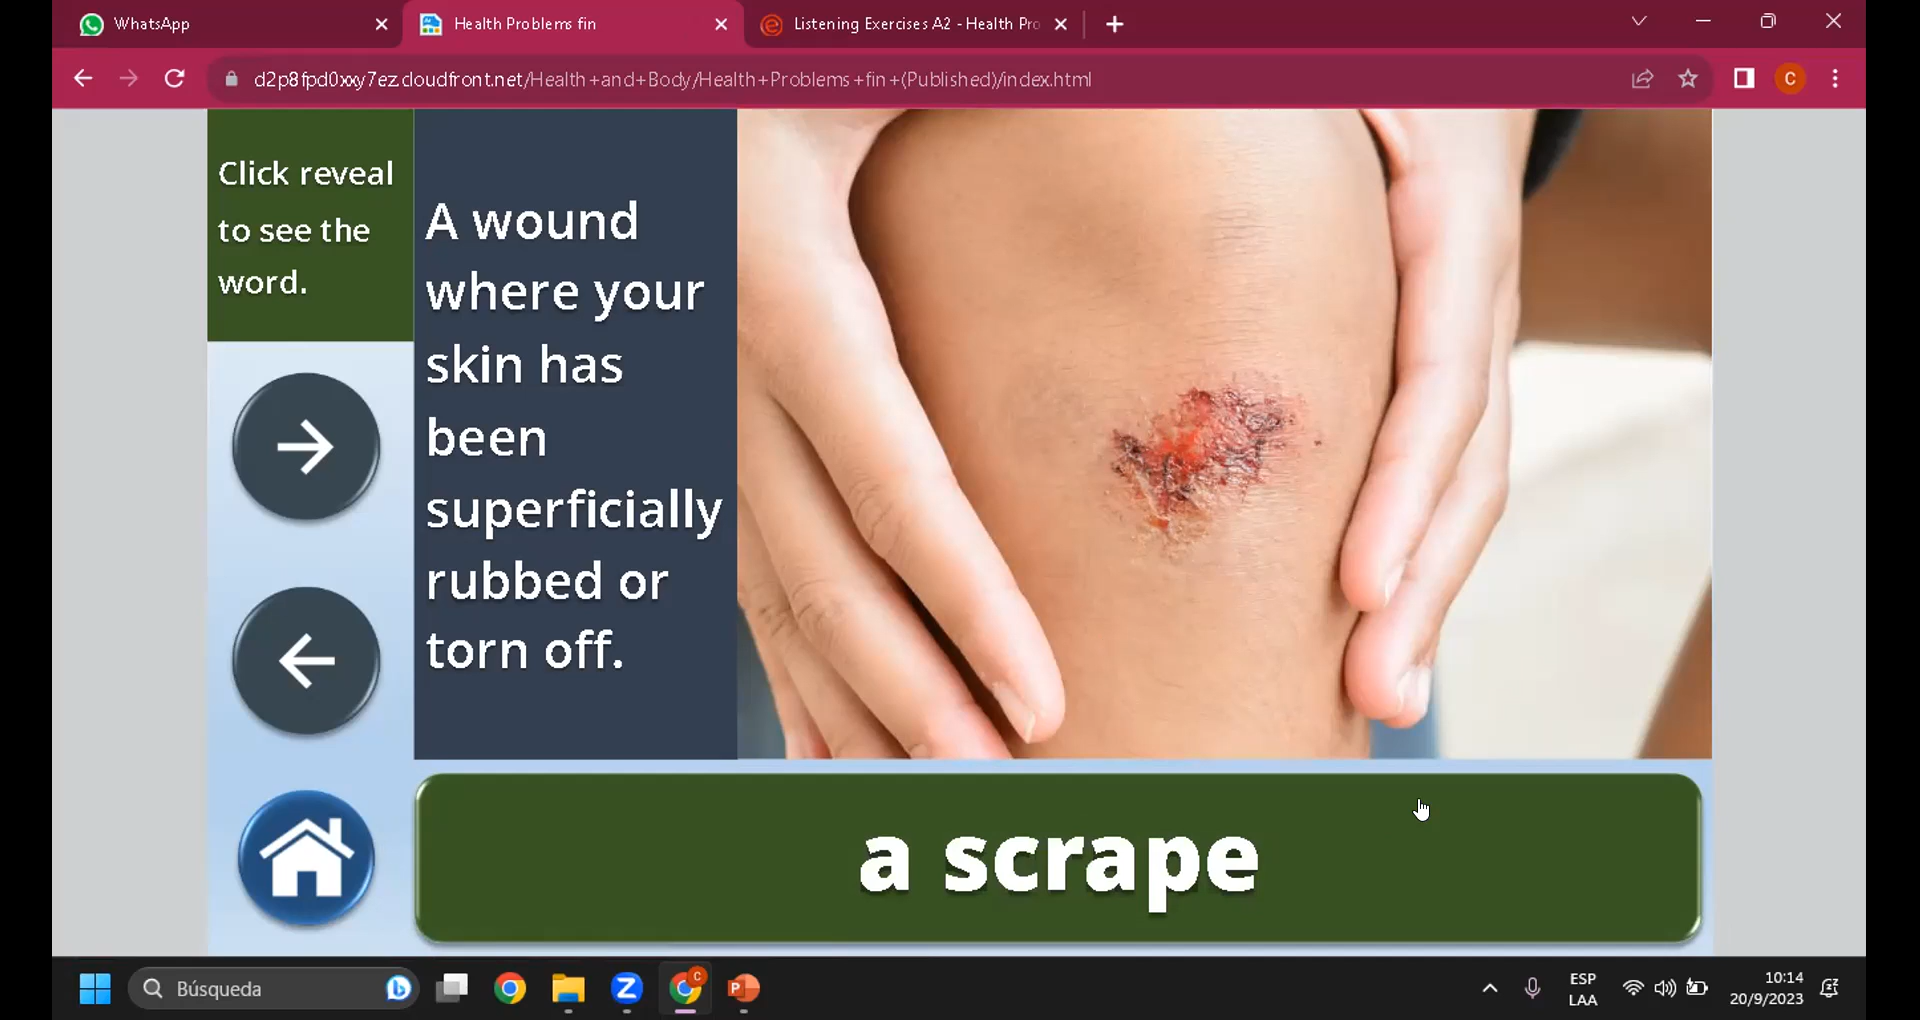 WhatsApp
Health Problems fin
Listening Exercises A2 - Health Pro
d2p8fpd0xxy7ez.cloudfront.net/Health+and+Body/Health+Problems+fin+(Published)/index.html
C
Click reveal
to see the
word.
A wound
where your
skin has
been
superficially
rubbed or
torn off.
a scrape
Búsqueda
C
P
ESP
LAA
10:14
20/9/2023